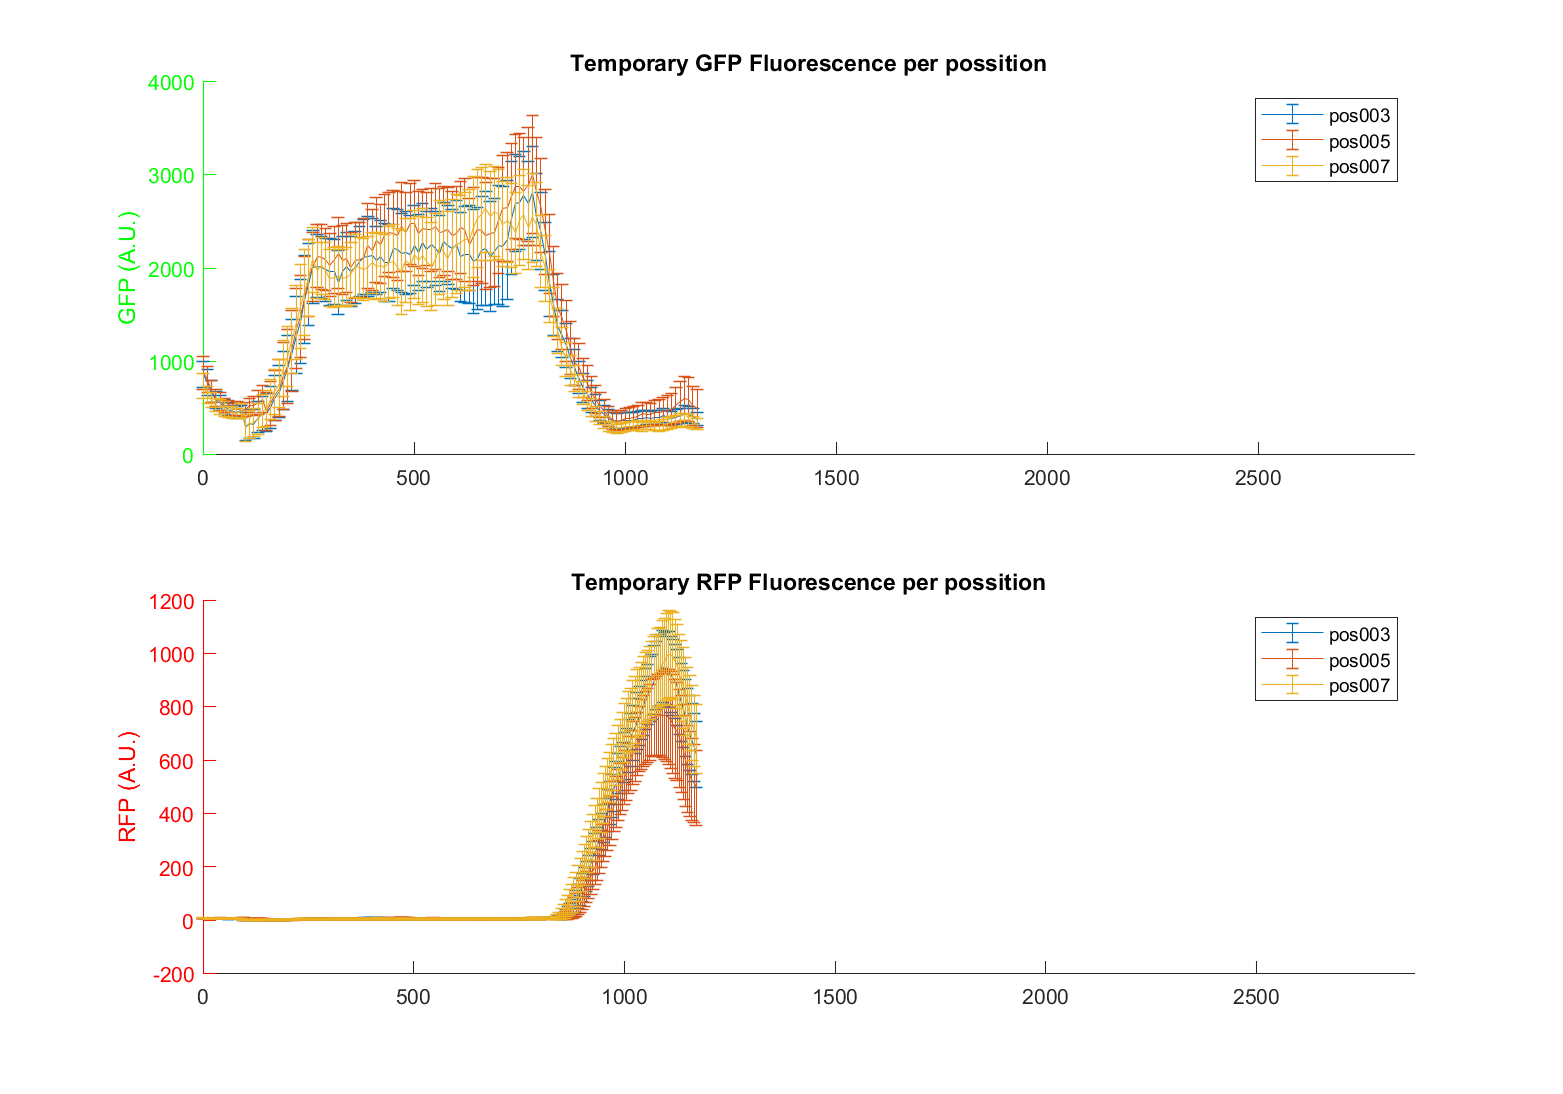 Temporary GFP Fluorescence per possition
4000
3000
2000
1000
0
GFP (A.U.)
0 500 1000 1500 2000 2500
pos003
pos005
pos007
Temporary RFP Fluorescence per possition
1200
1000
800
600
400
200
0
-200
RFP (A.U.)
0 500 1000 1500 2000 2500
pos003
pos005
pos007